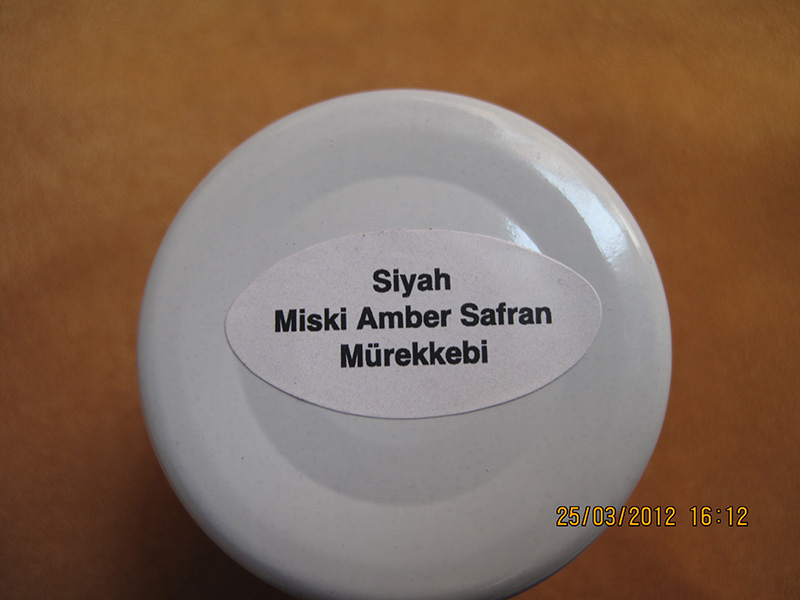 Siyah
Miski Amber Safran
Mürekkebi
25/03/2012 16:12